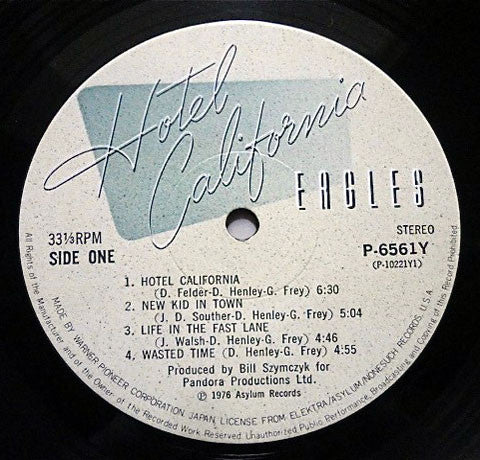 Hotel
California
EAGLES
33⅓RPM
SIDE ONE
STEREO
P-6561Y
(P-10221Y1)
1. HOTEL CALIFORNIA
(D. Felder-D. Henley-G. Frey) 6:30
2. NEW KID IN TOWN
(J. D. Souther-D. Henley-G. Frey) 5:04
3. LIFE IN THE FAST LANE
(J. Walsh-D. Henley-G. Frey) 4:46
4. WASTED TIME (D. Henley-G. Frey) 4:55
Produced by Bill Szymczyk for
Pandora Productions Ltd.
Ⓟ 1976 Asylum Records
MADE BY WARNER-PIONEER CORPORATION JAPAN, LICENSE FROM ELEKTRA/ASYLUM/NONESUCH RECORDS, U.S.A.
All Rights of the Manufacturer and of the Owner of the Recorded Work Reserved. Unauthorized Public Performance, Broadcasting and Copying of this Record Prohibited.